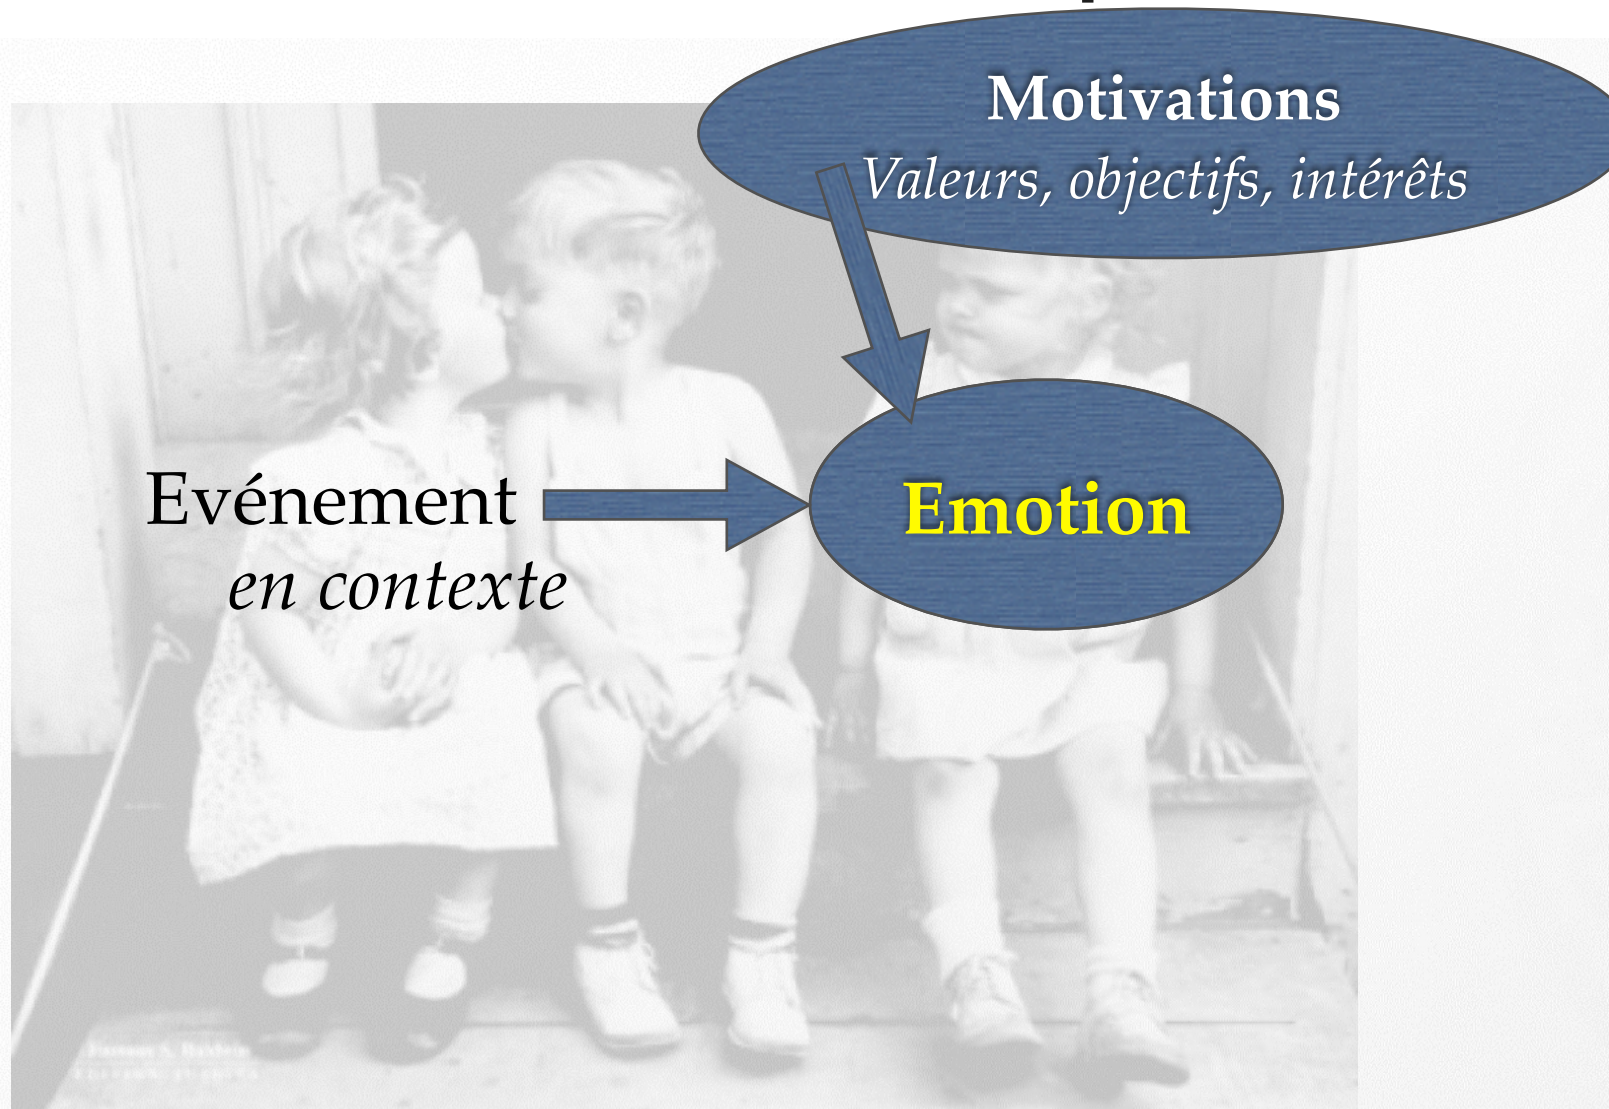 Motivations
Valeurs, objectifs, intérêts
Evénement
en contexte
Emotion